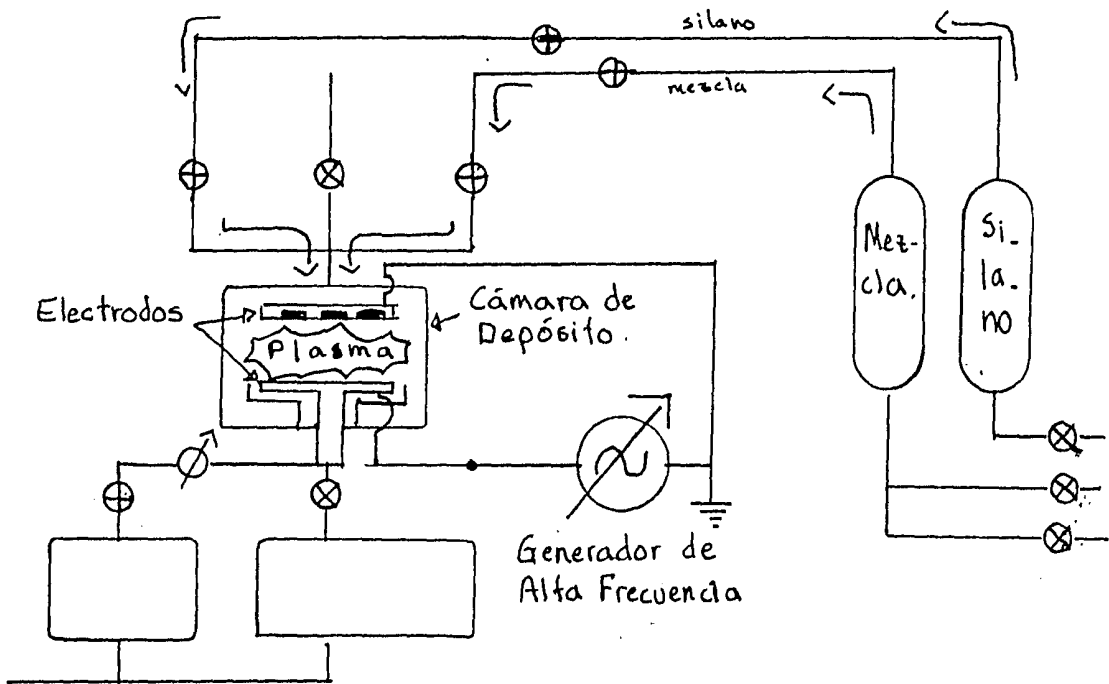 silano
mezcla
Mez-
cla.
Si-
la-
no
Electrodos
Cámara de
Depósito.
Plasma
Generador de
Alta Frecuencia